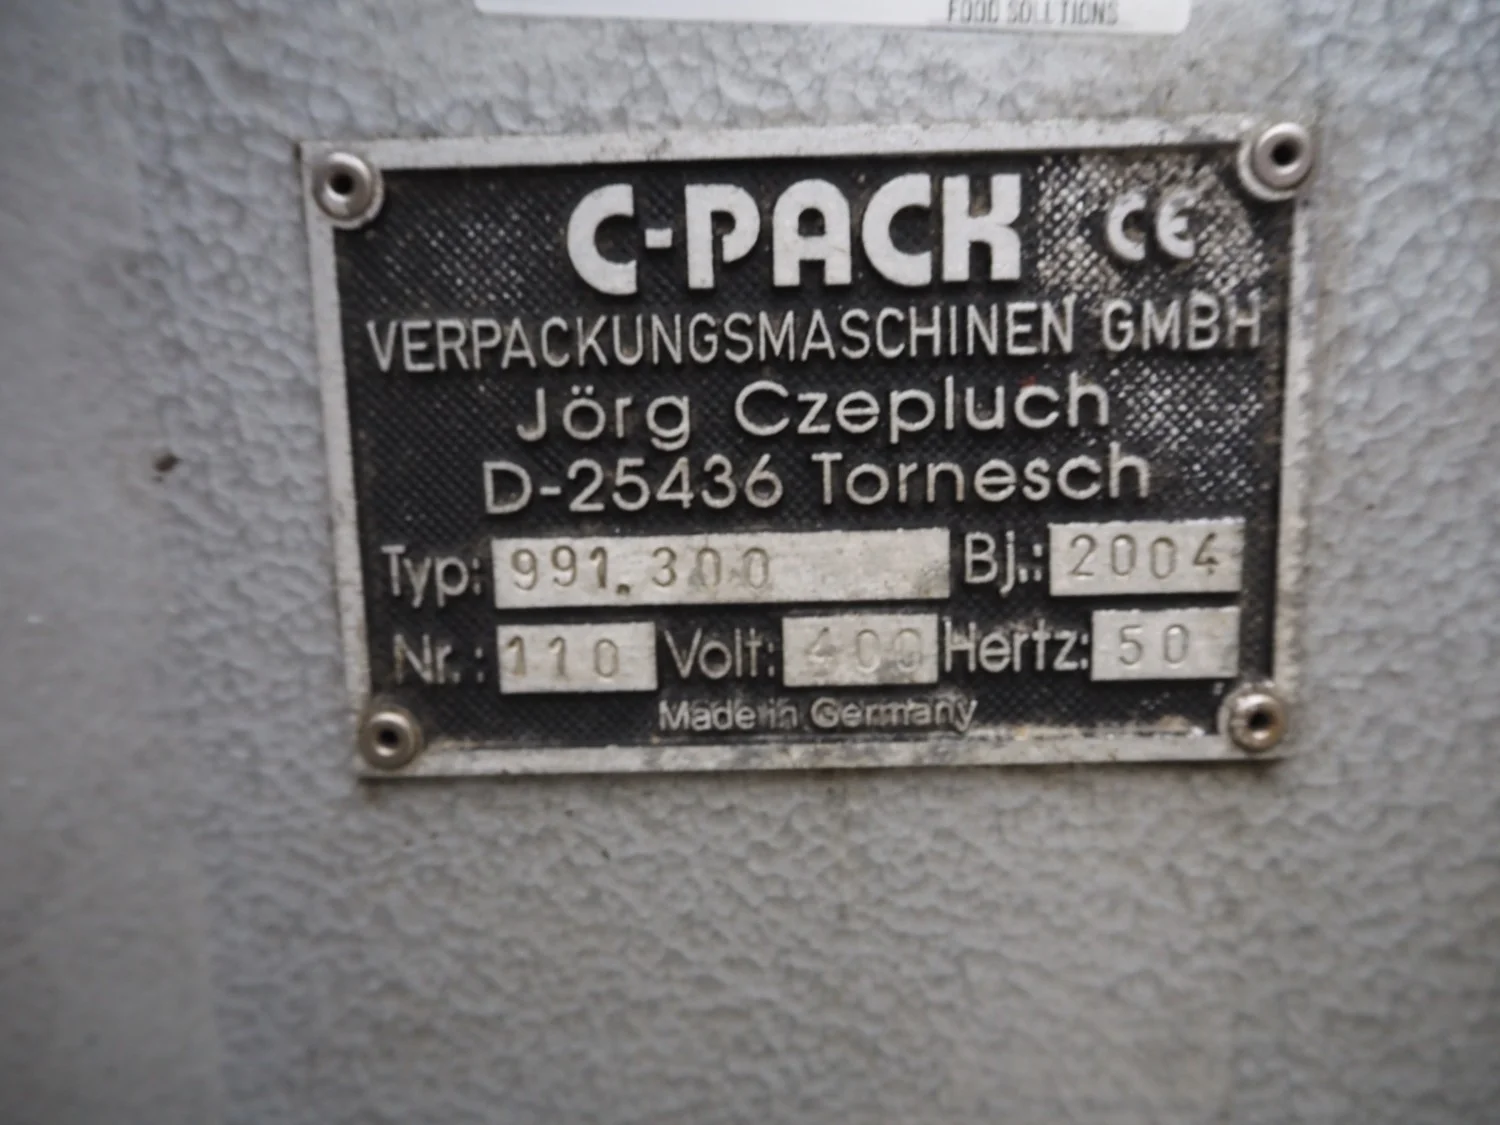 FOOD SOLUTIONS
C-PACK CE
VERPACKUNGSMASCHINEN GMBH
Jörg Czepluch
D-25436 Tornesch
Typ: 991.300 Bj.: 2004
Nr.: 110 Volt: 400 Hertz: 50
Made in Germany